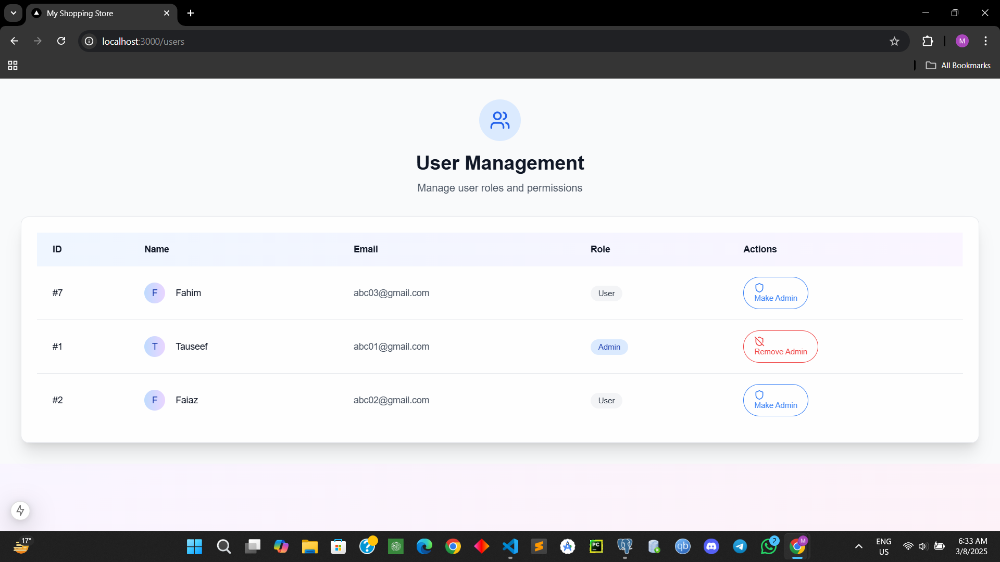 My Shopping Store
localhost:3000/users
M
All Bookmarks
User Management
Manage user roles and permissions
ID Name Email Role Actions
#7 F Fahim abc03@gmail.com User Make Admin
#1 T Tauseef abc01@gmail.com Admin Remove Admin
#2 F Faiaz abc02@gmail.com User Make Admin
17°
PC
qb
2
M
ENG
US
6:33 AM
3/8/2025